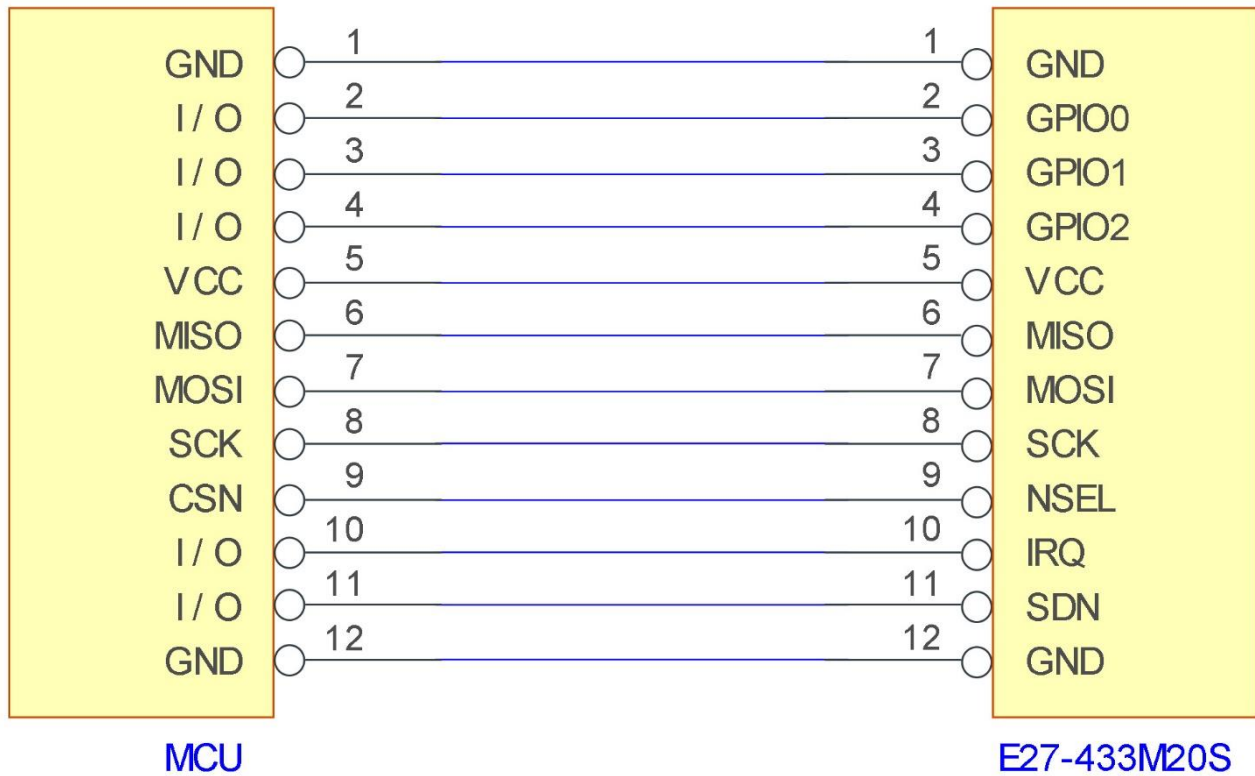 GND 1 1 GND
I / O 2 2 GPIO0
I / O 3 3 GPIO1
I / O 4 4 GPIO2
VCC 5 5 VCC
MISO 6 6 MISO
MOSI 7 7 MOSI
SCK 8 8 SCK
CSN 9 9 NSEL
I / O 10 10 IRQ
I / O 11 11 SDN
GND 12 12 GND
MCU E27-433M20S